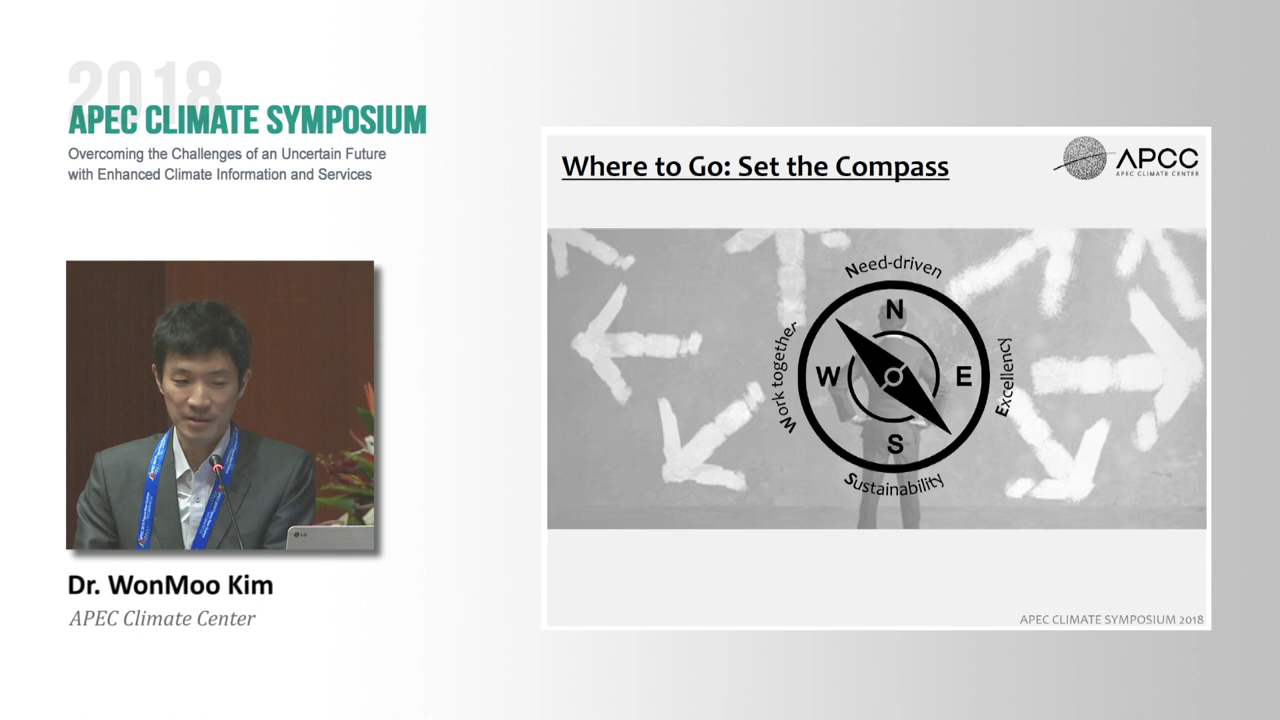 2018
APEC CLIMATE SYMPOSIUM
Overcoming the Challenges of an Uncertain Future
with Enhanced Climate Information and Services
Dr. WonMoo Kim
APEC Climate Center
Where to Go: Set the Compass
APCC
APEC CLIMATE CENTER
Need-driven
N
Work together
W
E
Excellency
S
Sustainability
LG
APEC CLIMATE SYMPOSIUM 2018